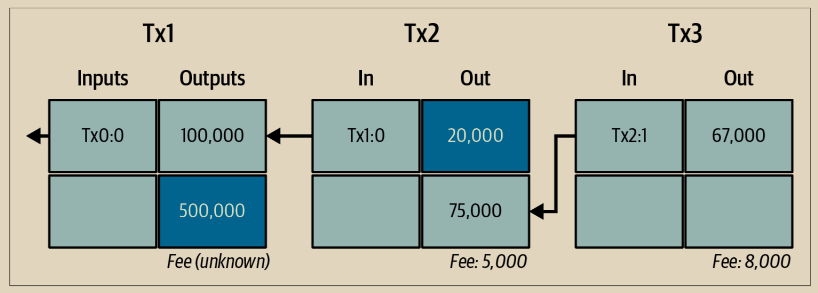 Tx1 Tx2 Tx3
Inputs Outputs In Out In Out
Tx0:0 100,000 Tx1:0 20,000 Tx2:1 67,000
500,000 75,000
Fee (unknown) Fee: 5,000 Fee: 8,000